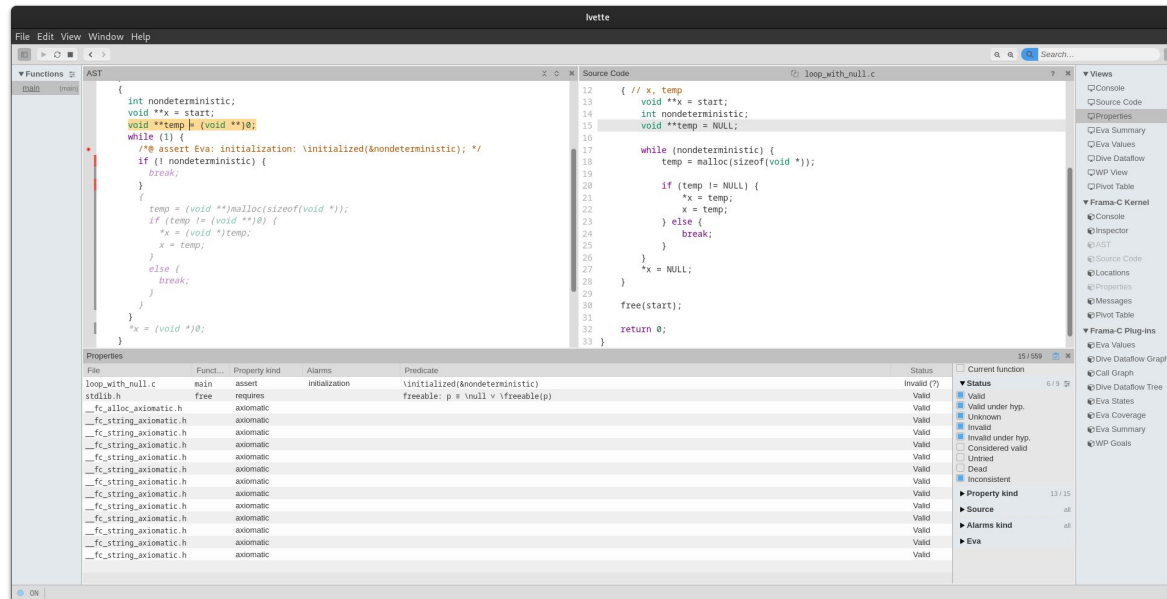 Ivette
File Edit View Window Help
Search...
Functions
main (main)
AST
{
int nondeterministic;
void **x = start;
void **temp = (void **)0;
while (1) {
/*@ assert Eva: initialization: \initialized(&nondeterministic); */
if (! nondeterministic) {
break;
}
{
temp = (void **)malloc(sizeof(void *));
if (temp != (void **)0) {
*x = (void *)temp;
x = temp;
}
else {
break;
}
}
}
*x = (void *)0;
}
Source Code loop_with_null.c ?
12 { // x, temp
13 void **x = start;
14 int nondeterministic;
15 void **temp = NULL;
16
17 while (nondeterministic) {
18 temp = malloc(sizeof(void *));
19
20 if (temp != NULL) {
21 *x = temp;
22 x = temp;
23 } else {
24 break;
25 }
26 }
27 *x = NULL;
28 }
29
30 free(start);
31
32 return 0;
33 }
Properties 15 / 559
File Funct... Property kind Alarms Predicate Status
loop_with_null.c main assert initialization \initialized(&nondeterministic) Invalid (?)
stdlib.h free requires freeable: p ≡ \null ∨ \freeable(p) Valid
__fc_alloc_axiomatic.h axiomatic Valid
__fc_string_axiomatic.h axiomatic Valid
__fc_string_axiomatic.h axiomatic Valid
__fc_string_axiomatic.h axiomatic Valid
__fc_string_axiomatic.h axiomatic Valid
__fc_string_axiomatic.h axiomatic Valid
__fc_string_axiomatic.h axiomatic Valid
__fc_string_axiomatic.h axiomatic Valid
__fc_string_axiomatic.h axiomatic Valid
__fc_string_axiomatic.h axiomatic Valid
__fc_string_axiomatic.h axiomatic Valid
__fc_string_axiomatic.h axiomatic Valid
__fc_string_axiomatic.h axiomatic Valid
Current function
Status 6 / 9
Valid
Valid under hyp.
Unknown
Invalid
Invalid under hyp.
Considered valid
Untried
Dead
Inconsistent
Property kind 13 / 15
Source all
Alarms kind all
Eva
Views
Console
Source Code
Properties
Eva Summary
Eva Values
Dive Dataflow
WP View
Pivot Table
Frama-C Kernel
Console
Inspector
AST
Source Code
Locations
Properties
Messages
Pivot Table
Frama-C Plug-ins
Eva Values
Dive Dataflow Graph
Call Graph
Dive Dataflow Tree
Eva States
Eva Coverage
Eva Summary
WP Goals
ON